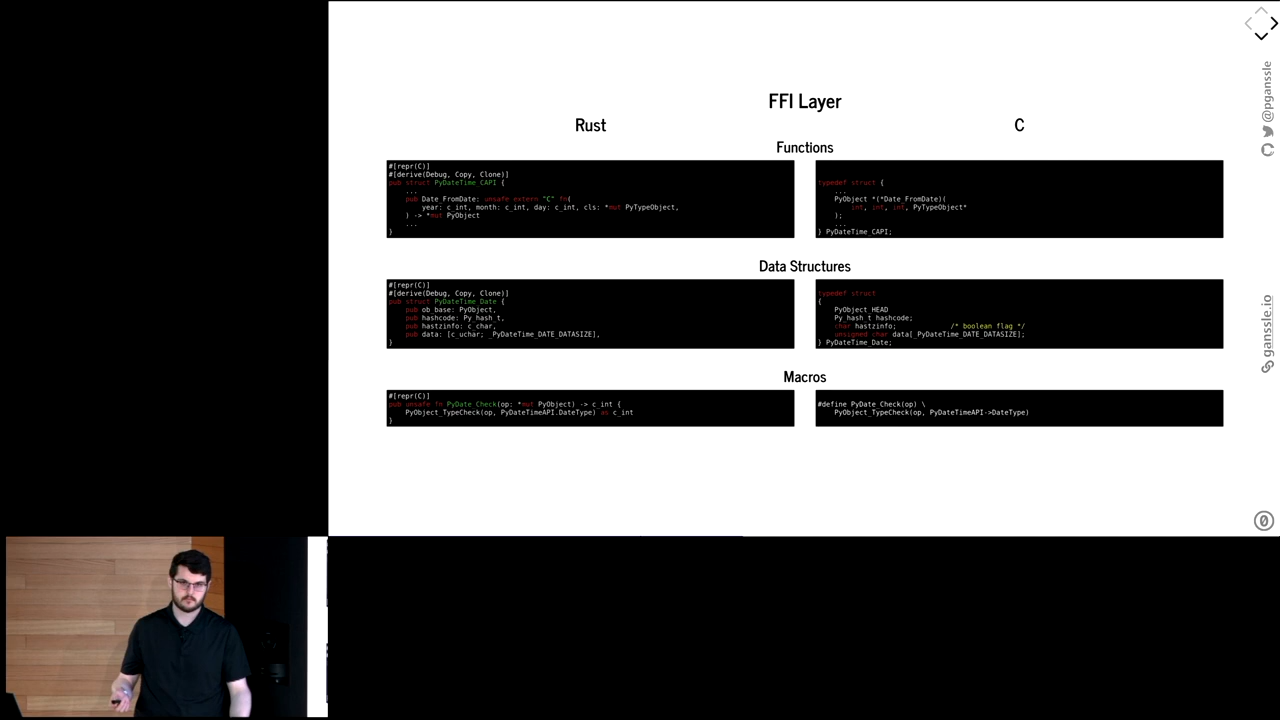 FFI Layer
Rust
C
Functions
#[repr(C)]
#[derive(Debug, Copy, Clone)]
pub struct PyDateTime_CAPI {
    ...
    pub Date_FromDate: unsafe extern "C" fn(
        year: c_int, month: c_int, day: c_int, cls: *mut PyTypeObject,
    ) -> *mut PyObject
    ...
}
typedef struct {
    ...
    PyObject *(*Date_FromDate)(
        int, int, int, PyTypeObject*
    );
    ...
} PyDateTime_CAPI;
Data Structures
#[repr(C)]
#[derive(Debug, Copy, Clone)]
pub struct PyDateTime_Date {
    pub ob_base: PyObject,
    pub hashcode: Py_hash_t,
    pub hastzinfo: c_char,
    pub data: [c_uchar; _PyDateTime_DATE_DATASIZE],
}
typedef struct
{
    PyObject_HEAD
    Py_hash_t hashcode;
    char hastzinfo;             /* boolean flag */
    unsigned char data[_PyDateTime_DATE_DATASIZE];
} PyDateTime_Date;
Macros
#[repr(C)]
pub unsafe fn PyDate_Check(op: *mut PyObject) -> c_int {
    PyObject_TypeCheck(op, PyDateTimeAPI.DateType) as c_int
}
#define PyDate_Check(op) \
    PyObject_TypeCheck(op, PyDateTimeAPI->DateType)
@pganssle
ganssle.io